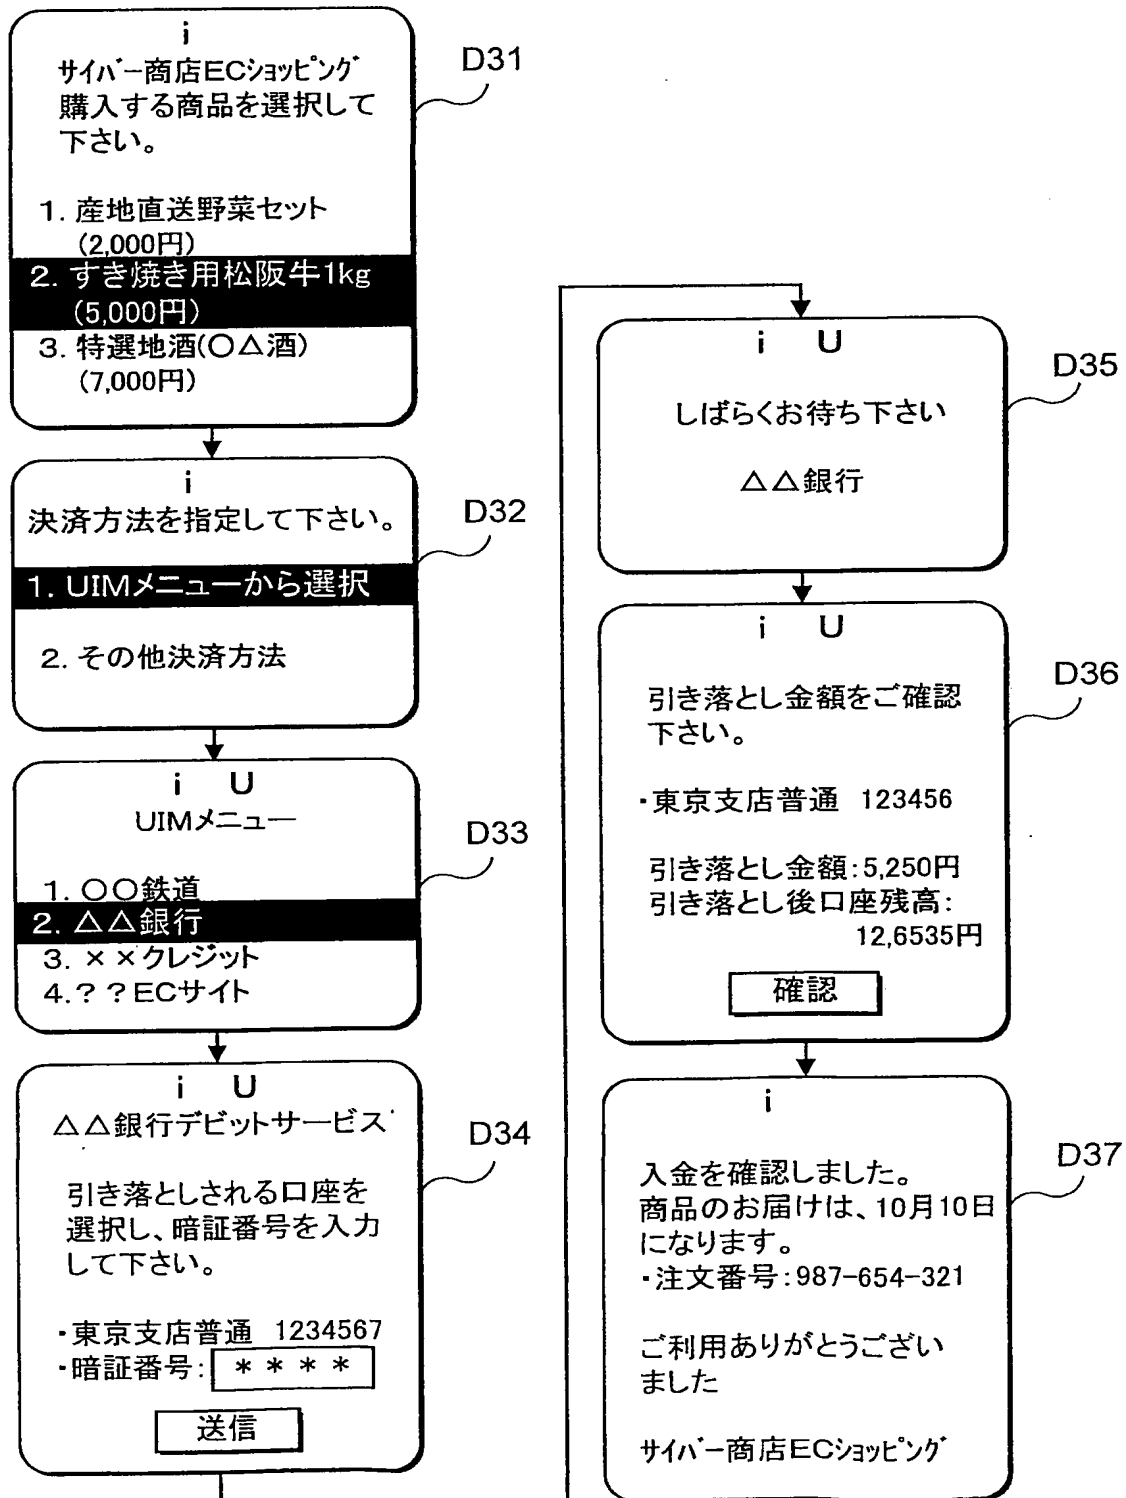 i
サイバー商店ECショッピング
購入する商品を選択して
下さい。
1. 産地直送野菜セット
(2,000円)
2. すき焼き用松阪牛1kg
(5,000円)
3. 特選地酒(○△酒)
(7,000円)
D31
i
決済方法を指定して下さい。
1. UIMメニューから選択
2. その他決済方法
D32
i U
UIMメニュー
1. ○○鉄道
2. △△銀行
3. ××クレジット
4.??ECサイト
D33
i U
△△銀行デビットサービス
引き落としされる口座を
選択し、暗証番号を入力
して下さい。
・東京支店普通 1234567
・暗証番号: ****
送信
D34
i U
しばらくお待ち下さい
△△銀行
D35
i U
引き落とし金額をご確認
下さい。
・東京支店普通 123456
引き落とし金額:5,250円
引き落とし後口座残高:
12,6535円
確認
D36
i
入金を確認しました。
商品のお届けは、10月10日
になります。
・注文番号:987-654-321
ご利用ありがとうござい
ました
サイバー商店ECショッピング
D37